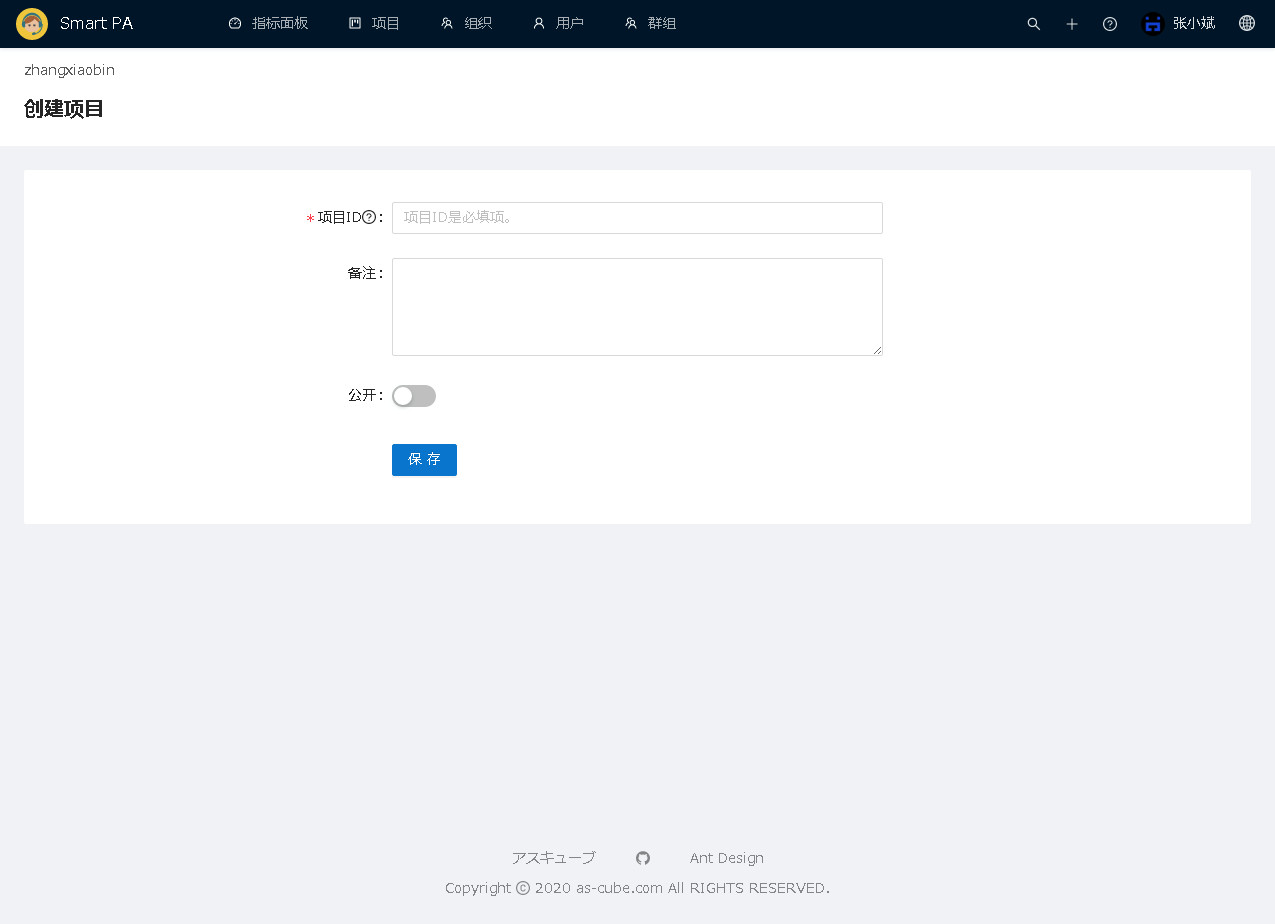 Smart PA 指标面板 项目 组织 用户 群组 张小斌
zhangxiaobin
创建项目
* 项目ID : 项目ID是必填项。
备注 :
公开 :
保 存
アスキューブ Ant Design
Copyright © 2020 as-cube.com All RIGHTS RESERVED.